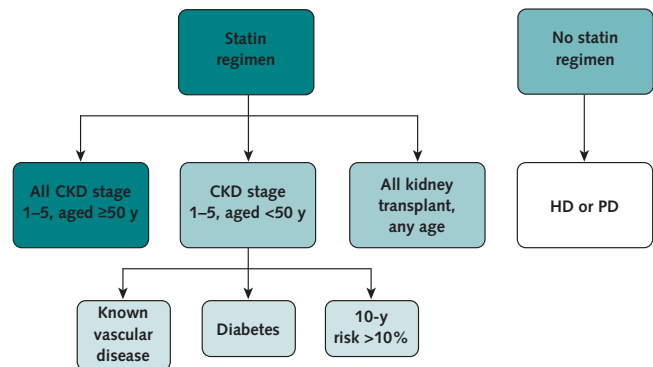 Statin
regimen
No statin
regimen
All CKD stage
1–5, aged ≥50 y
CKD stage
1–5, aged <50 y
All kidney
transplant,
any age
HD or PD
Known
vascular
disease
Diabetes
10-y
risk >10%